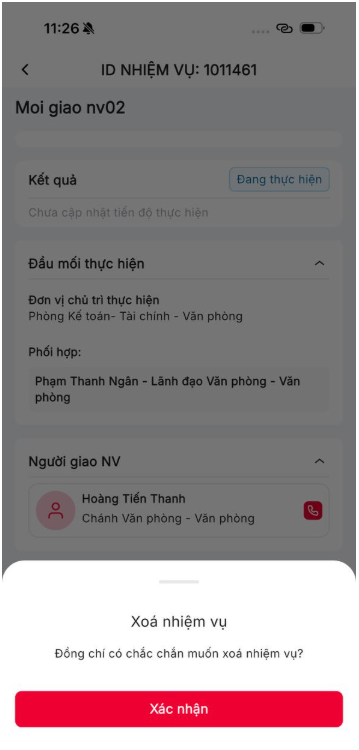 11:26
ID NHIỆM VỤ: 1011461
Moi giao nv02
Kết quả
Đang thực hiện
Chưa cập nhật tiến độ thực hiện
Đầu mối thực hiện
Đơn vị chủ trì thực hiện
Phòng Kế toán- Tài chính - Văn phòng
Phối hợp:
Phạm Thanh Ngân - Lãnh đạo Văn phòng - Văn
phòng
Người giao NV
Hoàng Tiến Thanh
Chánh Văn phòng - Văn phòng
Xoá nhiệm vụ
Đồng chí có chắc chắn muốn xoá nhiệm vụ?
Xác nhận